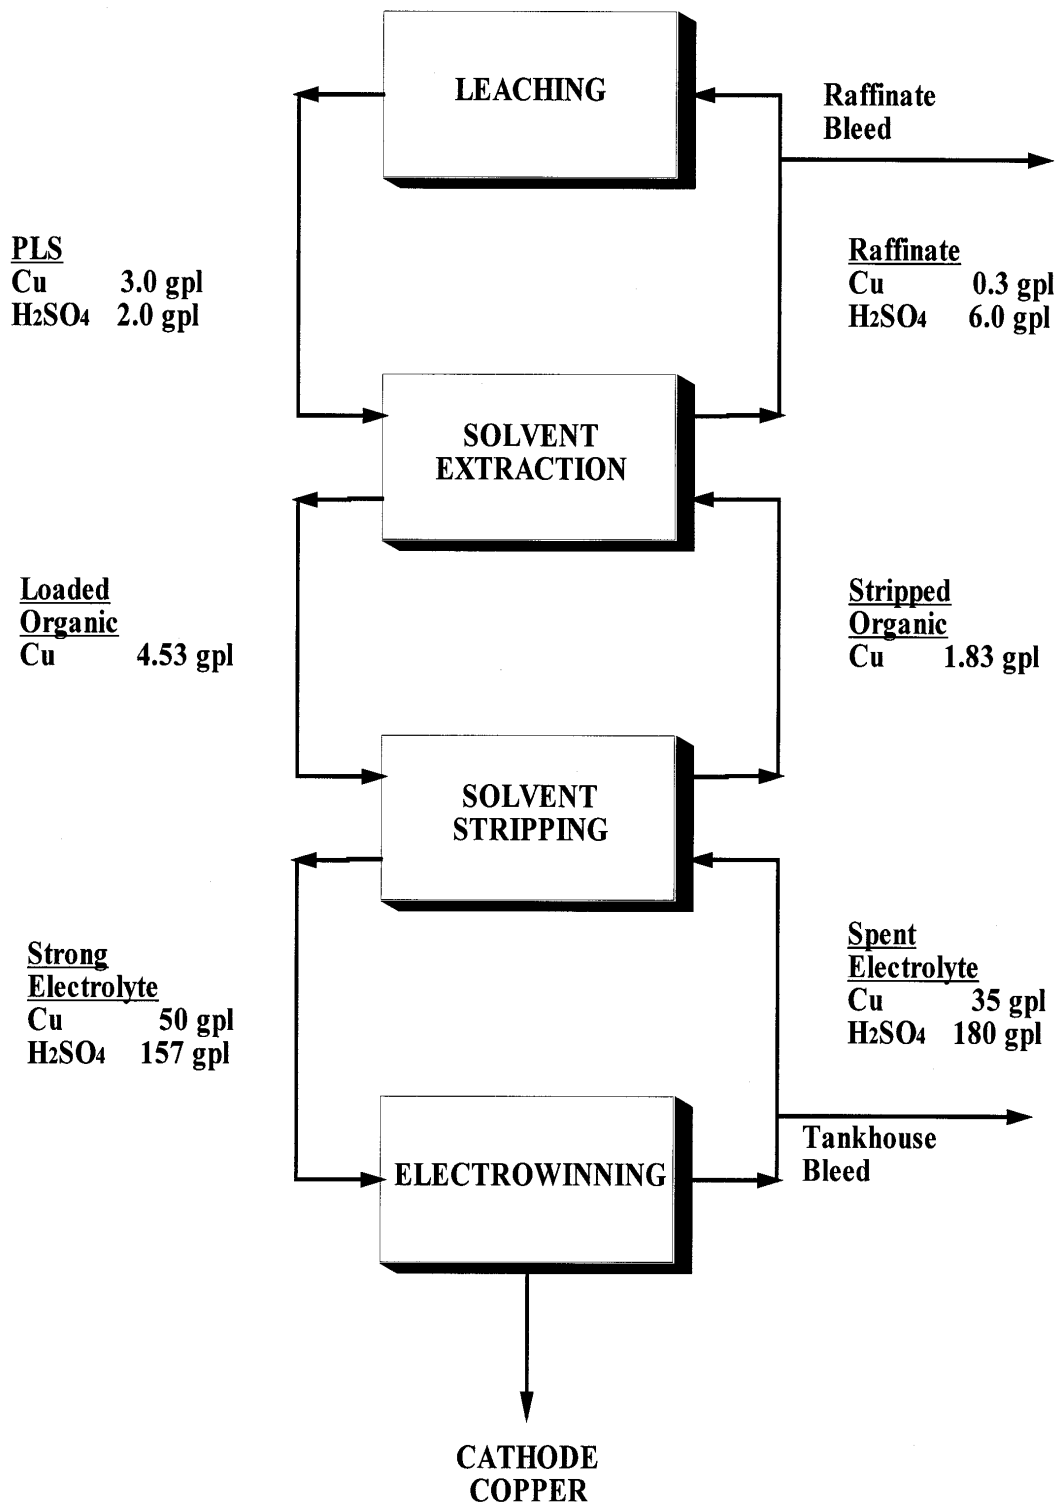 LEACHING
Raffinate
Bleed
PLS
Cu 3.0 gpl
H2SO4 2.0 gpl
Raffinate
Cu 0.3 gpl
H2SO4 6.0 gpl
SOLVENT
EXTRACTION
Loaded
Organic
Cu 4.53 gpl
Stripped
Organic
Cu 1.83 gpl
SOLVENT
STRIPPING
Strong
Electrolyte
Cu 50 gpl
H2SO4 157 gpl
Spent
Electrolyte
Cu 35 gpl
H2SO4 180 gpl
Tankhouse
Bleed
ELECTROWINNING
CATHODE
COPPER